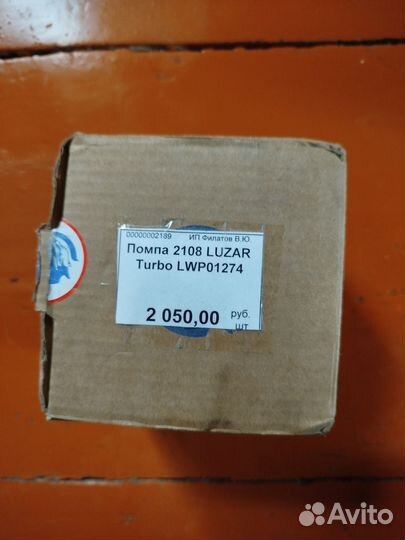 00000002189 ИП Филатов В.Ю.
Помпа 2108 LUZAR
Turbo LWP01274
2 050,00 руб.
шт
Avito